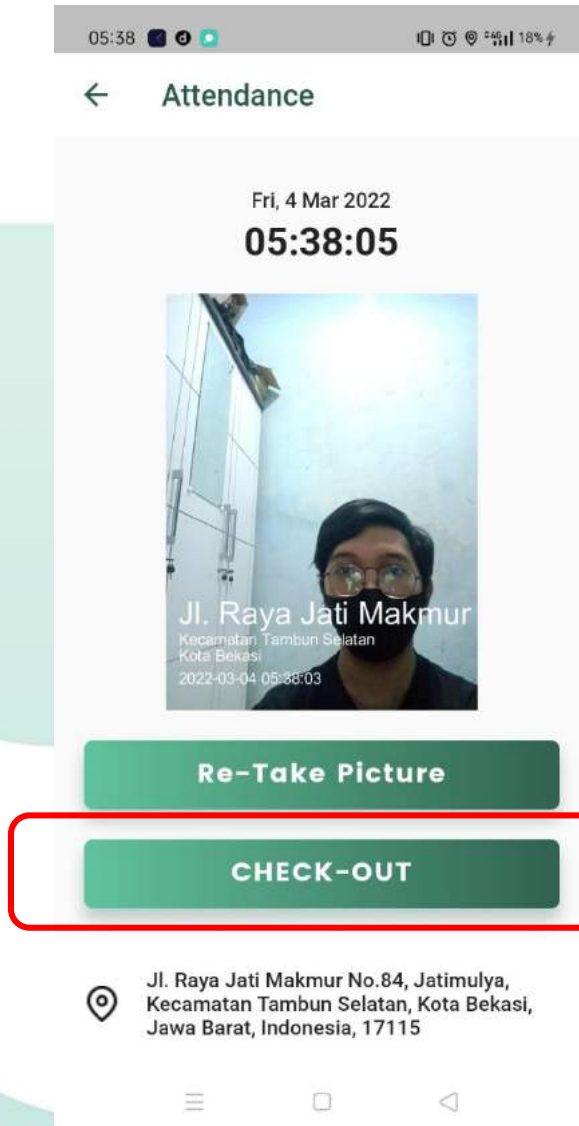 05:38 18%
Attendance
Fri, 4 Mar 2022
05:38:05
Jl. Raya Jati Makmur
Kecamatan Tambun Selatan
Kota Bekasi
2022-03-04 05:38:03
Re-Take Picture
CHECK-OUT
Jl. Raya Jati Makmur No.84, Jatimulya,
Kecamatan Tambun Selatan, Kota Bekasi,
Jawa Barat, Indonesia, 17115